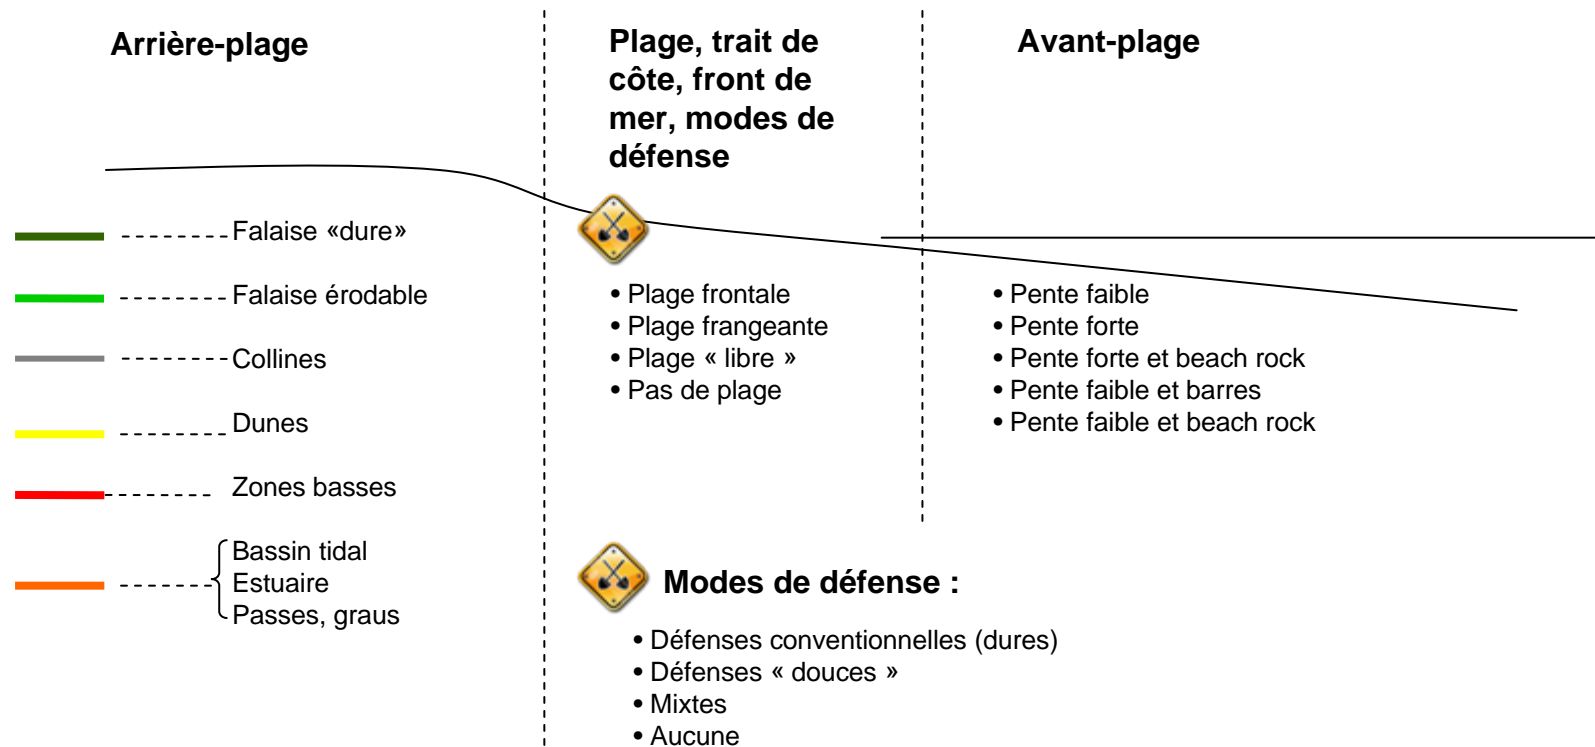 Arrière-plage
Falaise «dure»
Falaise érodable
Collines
Dunes
Zones basses
Bassin tidal
Estuaire
Passes, graus
Plage, trait de
côte, front de
mer, modes de
défense
• Plage frontale
• Plage frangeante
• Plage « libre »
• Pas de plage
Avant-plage
• Pente faible
• Pente forte
• Pente forte et beach rock
• Pente faible et barres
• Pente faible et beach rock
Modes de défense :
• Défenses conventionnelles (dures)
• Défenses « douces »
• Mixtes
• Aucune